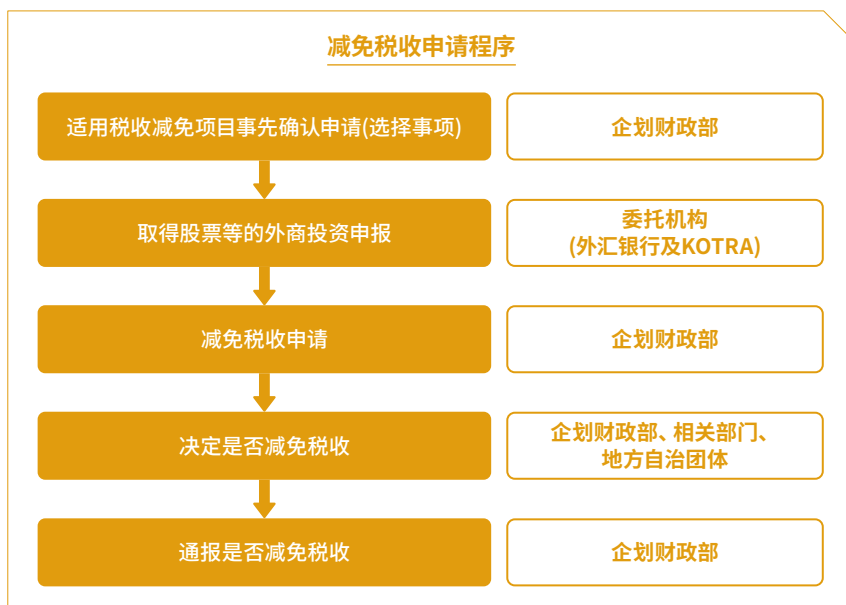 减免税收申请程序
适用税收减免项目事先确认申请(选择事项)
企划财政部
取得股票等的外商投资申报
委托机构
(外汇银行及KOTRA)
减免税收申请
企划财政部
决定是否减免税收
企划财政部、相关部门、
地方自治团体
通报是否减免税收
企划财政部